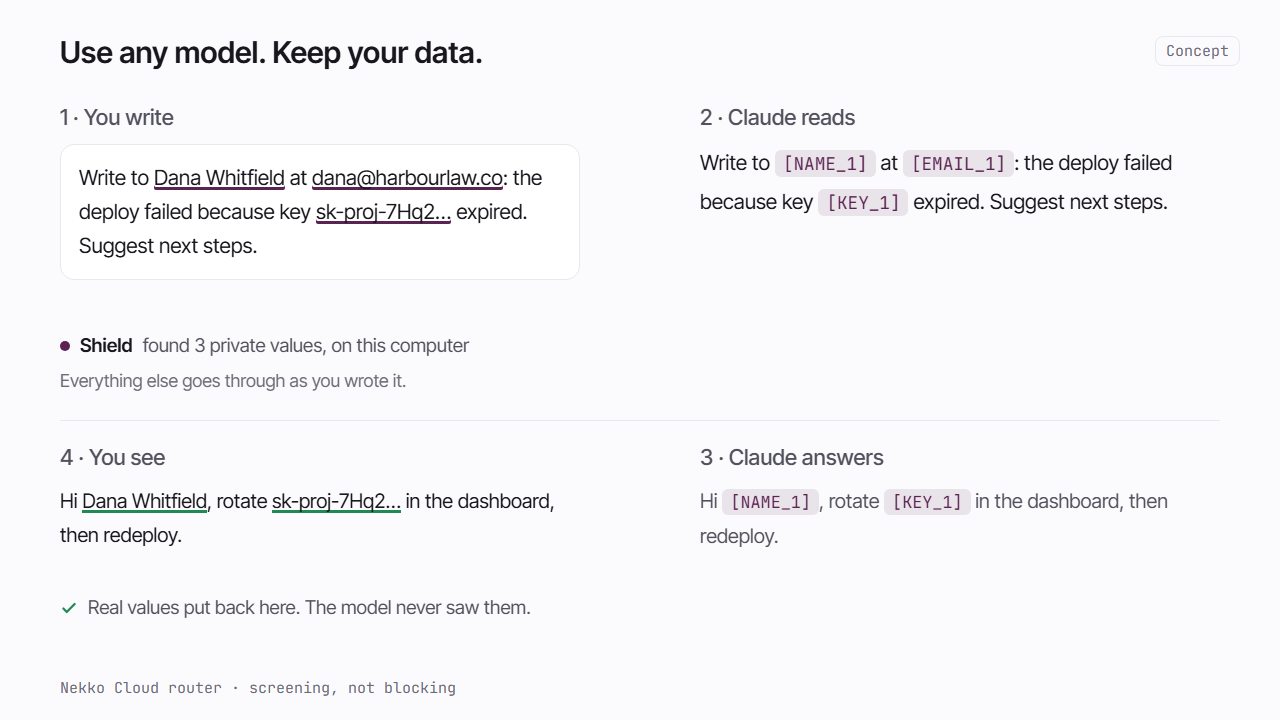 Use any model. Keep your data.
Concept
1 · You write
Write to Dana Whitfield at dana@harbourlaw.co: the
deploy failed because key sk-proj-7Hq2… expired.
Suggest next steps.
2 · Claude reads
Write to [NAME_1] at [EMAIL_1]: the deploy failed
because key [KEY_1] expired. Suggest next steps.
Shield found 3 private values, on this computer
Everything else goes through as you wrote it.
4 · You see
Hi Dana Whitfield, rotate sk-proj-7Hq2… in the dashboard,
then redeploy.
3 · Claude answers
Hi [NAME_1], rotate [KEY_1] in the dashboard, then
redeploy.
Real values put back here. The model never saw them.
Nekko Cloud router · screening, not blocking